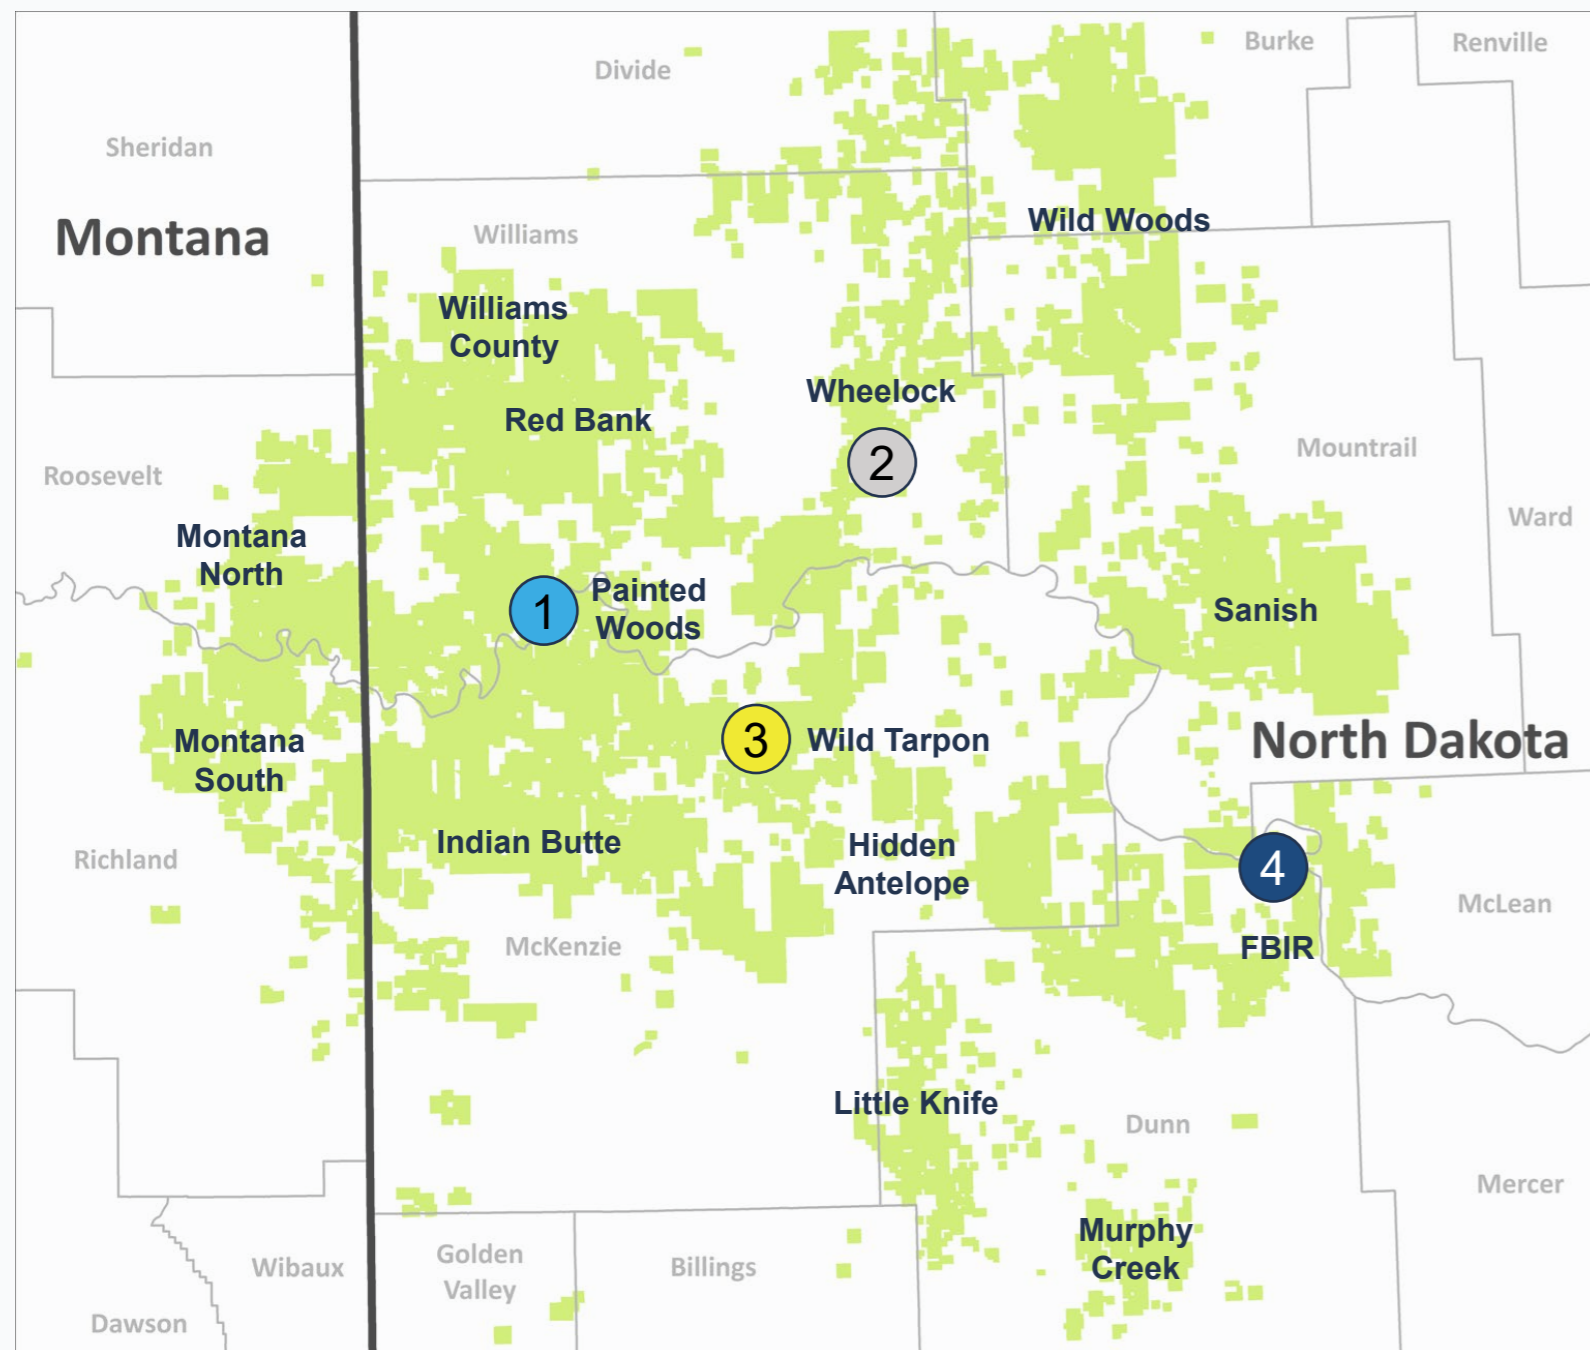 Burke
Renville
Divide
Sheridan
Wild Woods
Montana
Williams
Williams
County
Wheelock
Red Bank
Mountrail
2
Roosevelt
Ward
Montana
North
Painted
Woods
1
Sanish
Montana
South
3
Wild Tarpon
North Dakota
Indian Butte
Hidden
Antelope
Richland
4
McLean
McKenzie
FBIR
Little Knife
Dunn
Mercer
Murphy
Creek
Golden
Valley
Wibaux
Billings
Dawson